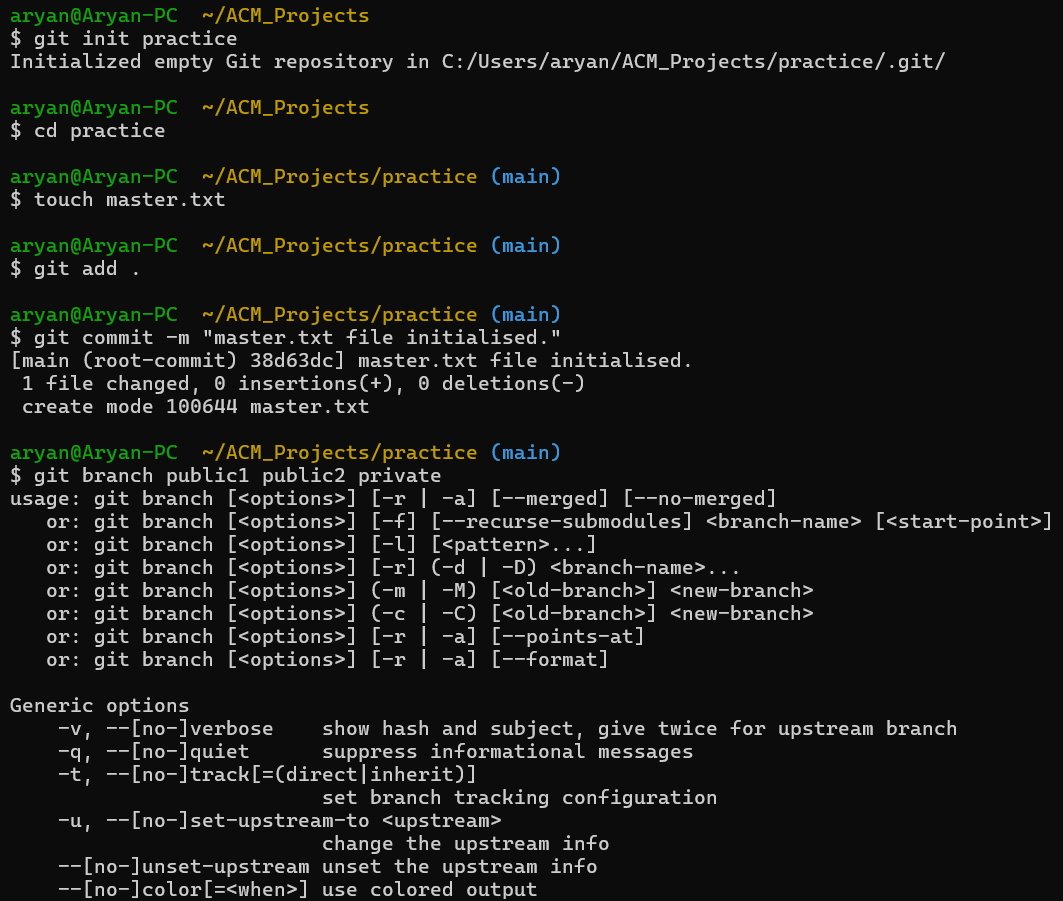 aryan@Aryan-PC  ~/ACM_Projects
$ git init practice
Initialized empty Git repository in C:/Users/aryan/ACM_Projects/practice/.git/

aryan@Aryan-PC  ~/ACM_Projects
$ cd practice

aryan@Aryan-PC  ~/ACM_Projects/practice (main)
$ touch master.txt

aryan@Aryan-PC  ~/ACM_Projects/practice (main)
$ git add .

aryan@Aryan-PC  ~/ACM_Projects/practice (main)
$ git commit -m "master.txt file initialised."
[main (root-commit) 38d63dc] master.txt file initialised.
 1 file changed, 0 insertions(+), 0 deletions(-)
 create mode 100644 master.txt

aryan@Aryan-PC  ~/ACM_Projects/practice (main)
$ git branch public1 public2 private
usage: git branch [<options>] [-r | -a] [--merged] [--no-merged]
   or: git branch [<options>] [-f] [--recurse-submodules] <branch-name> [<start-point>]
   or: git branch [<options>] [-l] [<pattern>...]
   or: git branch [<options>] [-r] (-d | -D) <branch-name>...
   or: git branch [<options>] (-m | -M) [<old-branch>] <new-branch>
   or: git branch [<options>] (-c | -C) [<old-branch>] <new-branch>
   or: git branch [<options>] [-r | -a] [--points-at]
   or: git branch [<options>] [-r | -a] [--format]

Generic options
    -v, --[no-]verbose    show hash and subject, give twice for upstream branch
    -q, --[no-]quiet      suppress informational messages
    -t, --[no-]track[=(direct|inherit)]
                          set branch tracking configuration
    -u, --[no-]set-upstream-to <upstream>
                          change the upstream info
    --[no-]unset-upstream unset the upstream info
    --[no-]color[=<when>] use colored output